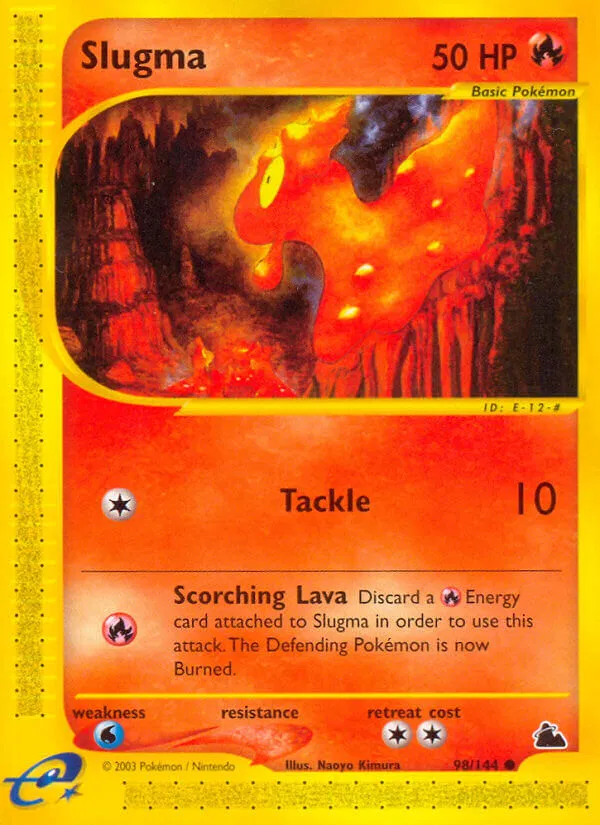 Slugma 50 HP
Basic Pokémon
ID: E-12-#
Tackle 10
Scorching Lava Discard a Energy
card attached to Slugma in order to use this
attack. The Defending Pokémon is now
Burned.
weakness resistance retreat cost
© 2003 Pokémon / Nintendo Illus. Naoyo Kimura 98/144
e